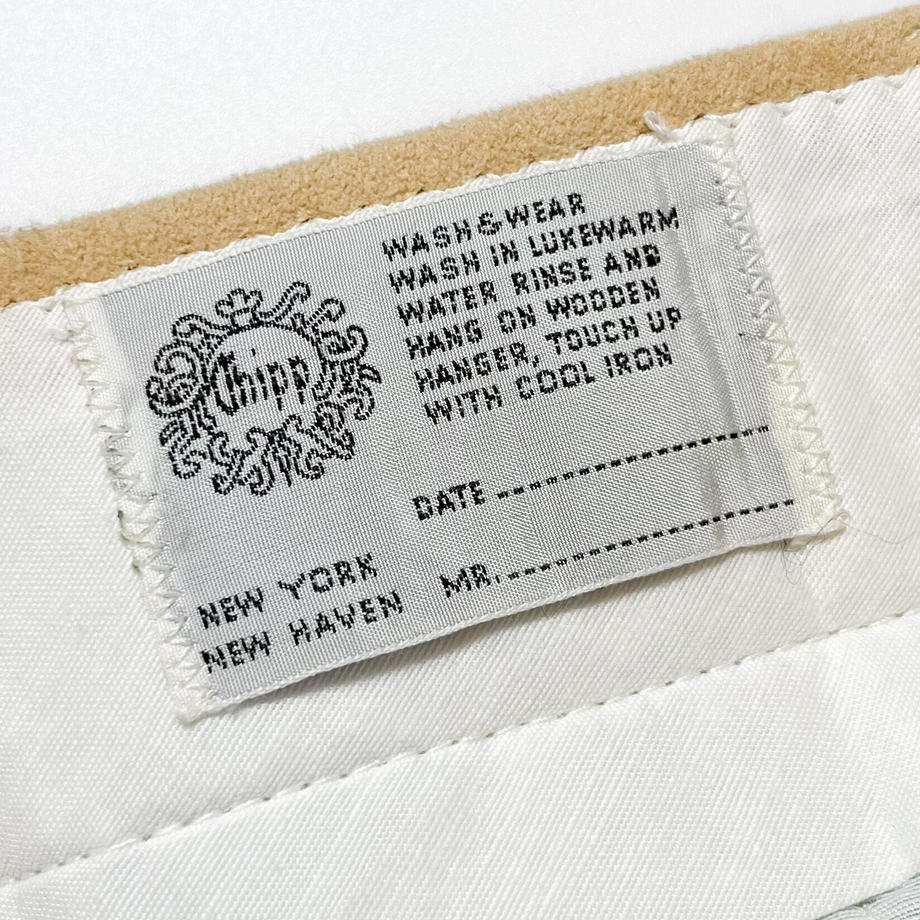 Chipp
WASH&WEAR
WASH IN LUKEWARM
WATER RINSE AND
HANG ON WOODEN
HANGER, TOUCH UP
WITH COOL IRON
DATE
MR.
NEW YORK
NEW HAVEN